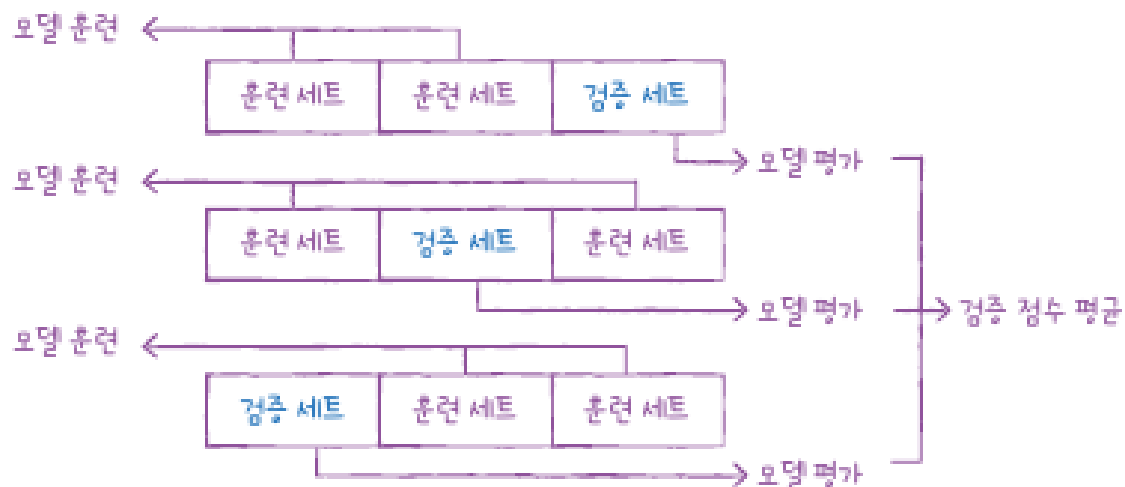 모델 훈련
훈련 세트 훈련 세트 검증 세트
모델 평가
모델 훈련
훈련 세트 검증 세트 훈련 세트
모델 평가 검증 점수 평균
모델 훈련
검증 세트 훈련 세트 훈련 세트
모델 평가